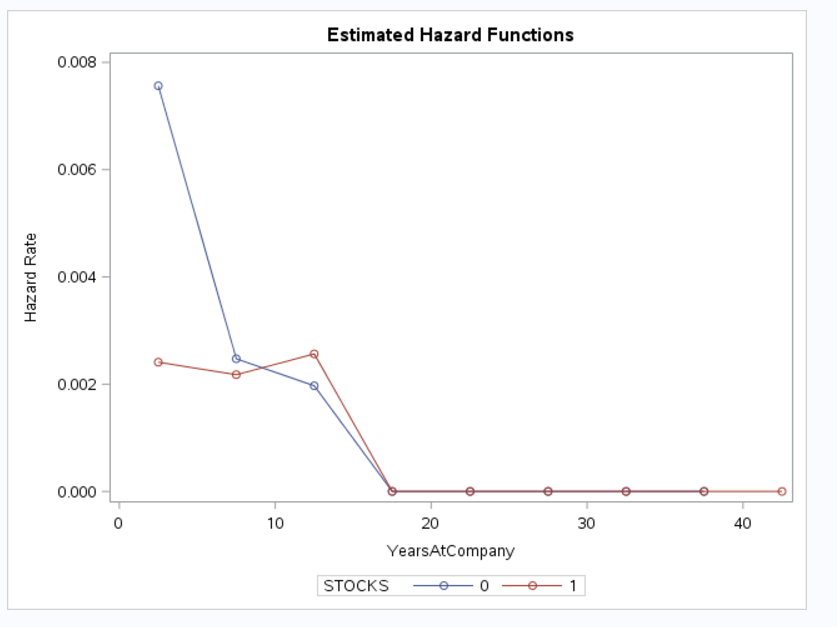 Estimated Hazard Functions
0.008
0.006
0.004
0.002
0.000
Hazard Rate
0 10 20 30 40
YearsAtCompany
STOCKS 0 1